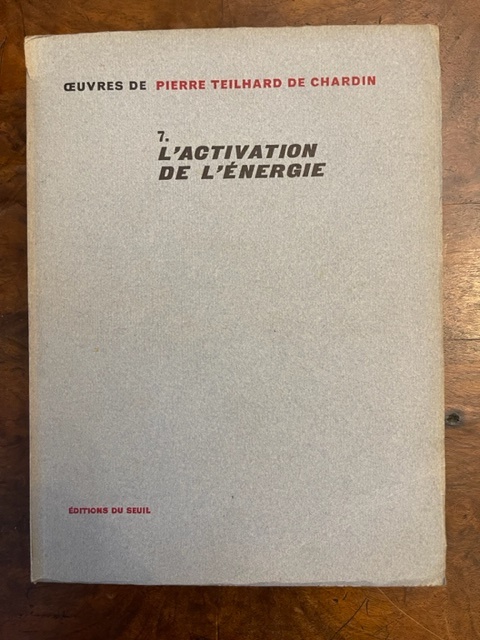 ŒUVRES DE PIERRE TEILHARD DE CHARDIN
7.
L'ACTIVATION
DE L'ÉNERGIE
ÉDITIONS DU SEUIL